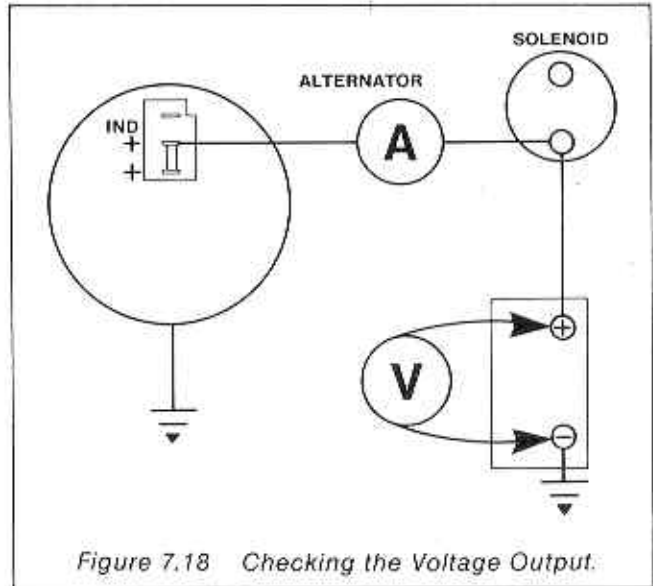 SOLENOID
ALTERNATOR
IND
+
+
A
+
V
−
Figure 7.18 Checking the Voltage Output.